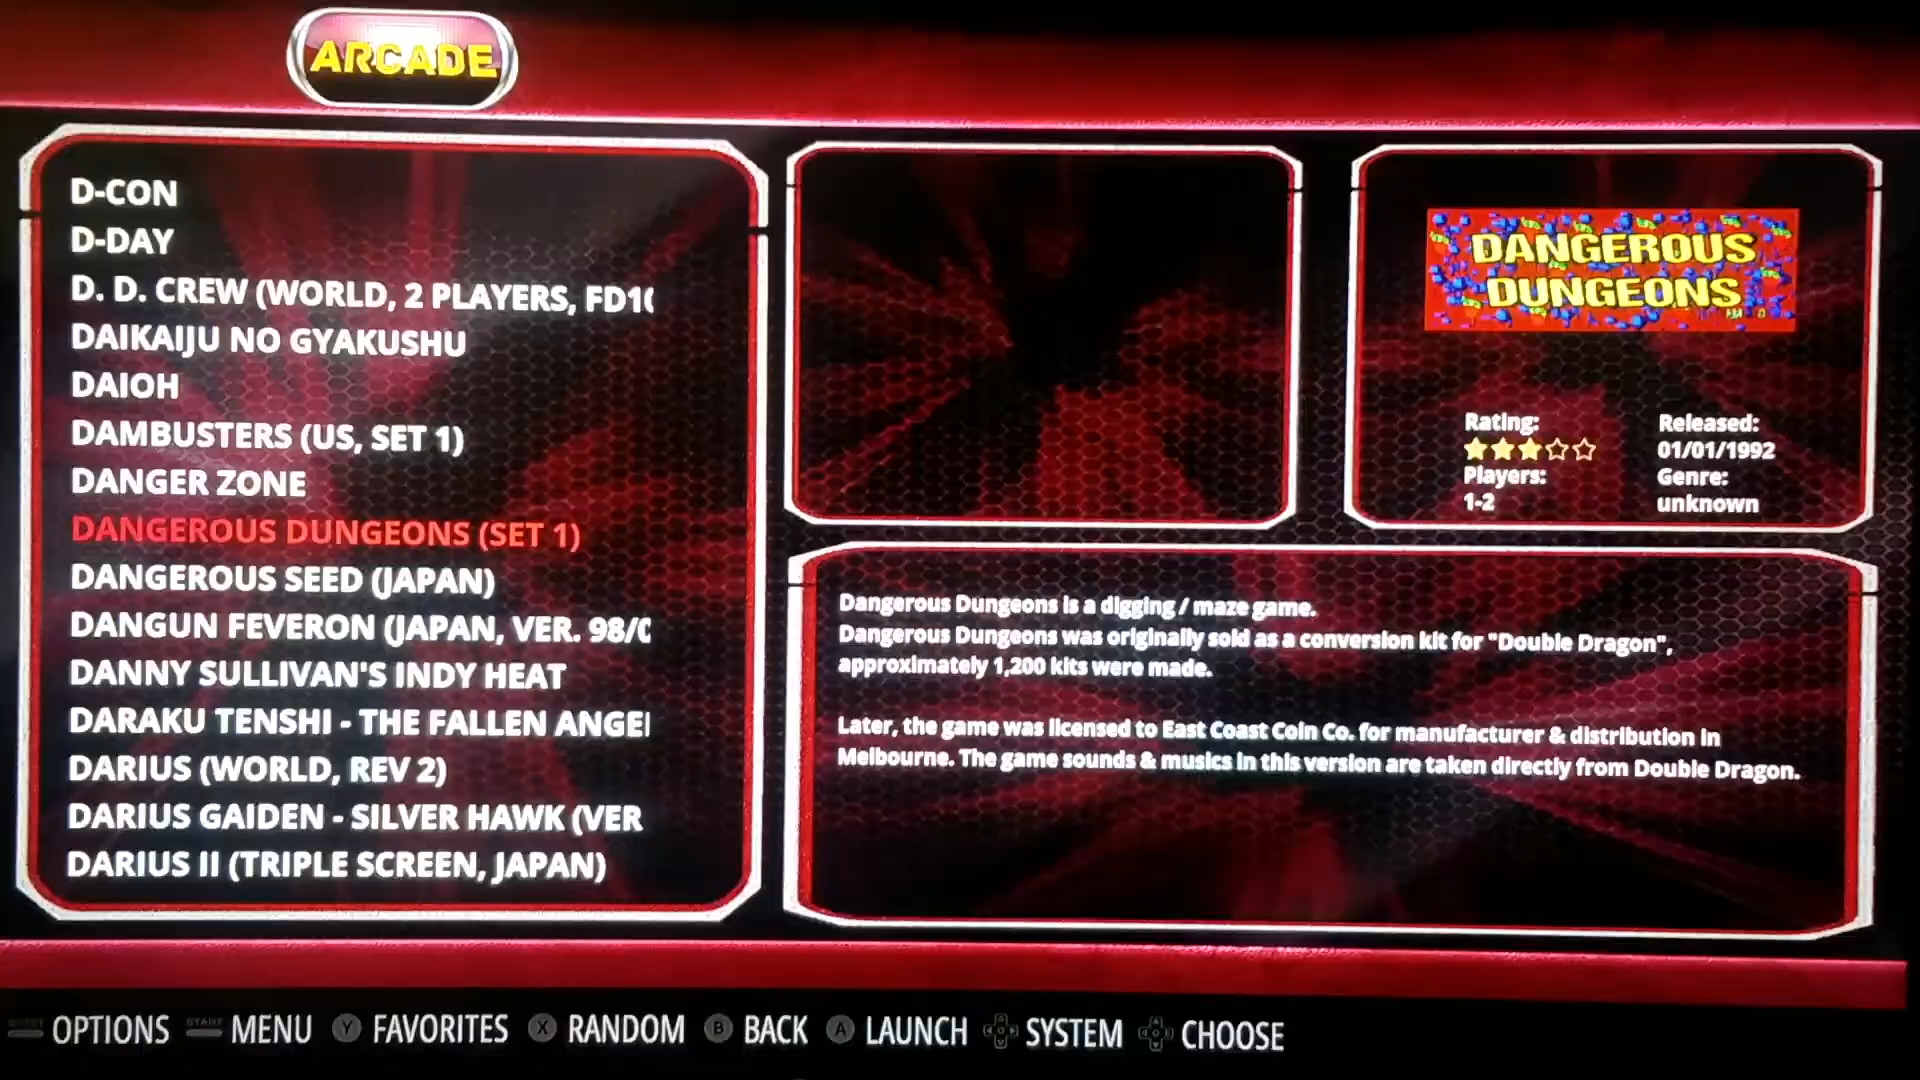 ARCADE
D-CON
D-DAY
D. D. CREW (WORLD, 2 PLAYERS, FD1
DAIKAIJU NO GYAKUSHU
DAIOH
DAMBUSTERS (US, SET 1)
DANGER ZONE
DANGEROUS DUNGEONS (SET 1)
DANGEROUS SEED (JAPAN)
DANGUN FEVERON (JAPAN, VER. 98/
DANNY SULLIVAN'S INDY HEAT
DARAKU TENSHI - THE FALLEN ANGE
DARIUS (WORLD, REV 2)
DARIUS GAIDEN - SILVER HAWK (VER
DARIUS II (TRIPLE SCREEN, JAPAN)
DANGEROUS
DUNGEONS
Rating:
Players:
1-2
Released:
01/01/1992
Genre:
unknown
Dangerous Dungeons is a digging / maze game.
Dangerous Dungeons was originally sold as a conversion kit for "Double Dragon",
approximately 1,200 kits were made.
Later, the game was licensed to East Coast Coin Co. for manufacturer & distribution in
Melbourne. The game sounds & musics in this version are taken directly from Double Dragon.
OPTIONS START MENU Y FAVORITES X RANDOM B BACK A LAUNCH SYSTEM CHOOSE